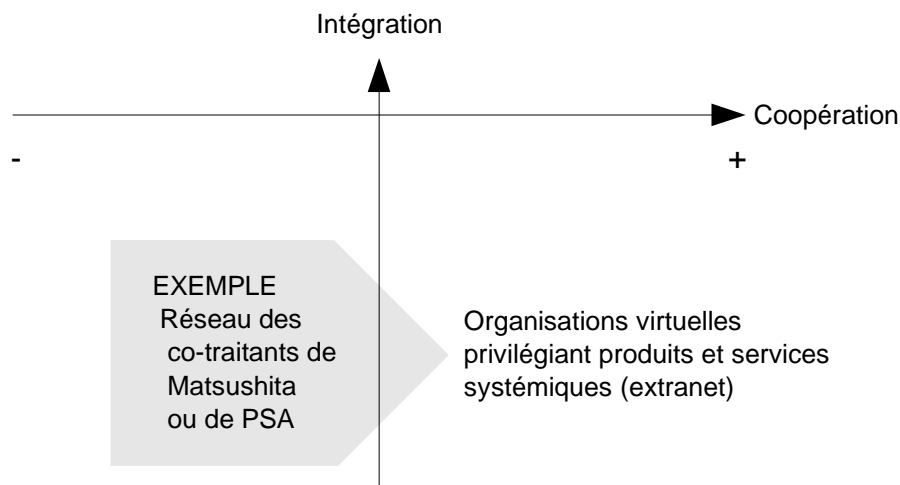 Intégration
Coopération
-
+
EXEMPLE
Réseau des
co-traitants de
Matsushita
ou de PSA
Organisations virtuelles
privilégiant produits et services
systémiques (extranet)